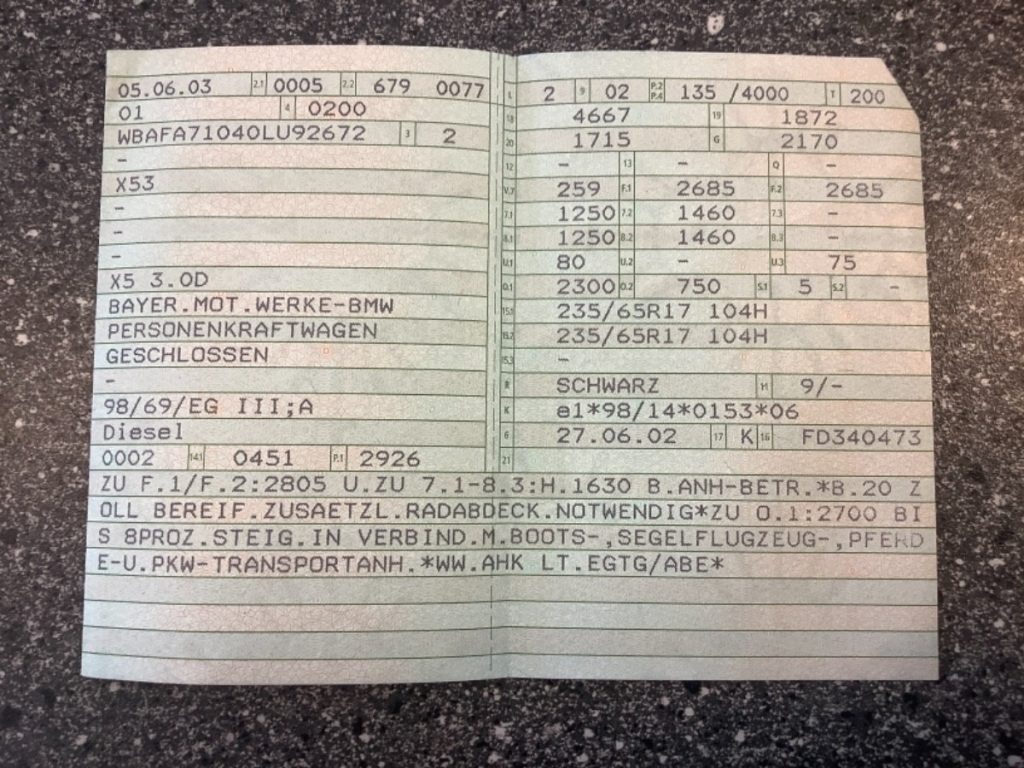 05.06.03 2.1 0005 2.2 679 0077
01 4 0200
WBAFA71040LU92672 3 2
-
X53
-
-
-
X5 3.0D
BAYER.MOT.WERKE-BMW
PERSONENKRAFTWAGEN
GESCHLOSSEN
-
98/69/EG III;A
Diesel
0002 14.1 0451 P.1 2926
L 2 9 02 P.2 P.4 135 /4000 T 200
18 4667 19 1872
20 1715 G 2170
12 - 13 - Q -
V.7 259 F.1 2685 F.2 2685
7.1 1250 7.2 1460 7.3 -
8.1 1250 8.2 1460 8.3 -
U.1 80 U.2 - U.3 75
O.1 2300 O.2 750 S.1 5 S.2 -
15.1 235/65R17 104H
15.2 235/65R17 104H
15.3 -
R SCHWARZ 11 9/-
K e1*98/14*0153*06
6 27.06.02 17 K 16 FD340473
21
ZU F.1/F.2:2805 U.ZU 7.1-8.3:H.1630 B.ANH-BETR.*B.20 Z
OLL BEREIF.ZUSAETZL.RADABDECK.NOTWENDIG*ZU O.1:2700 BI
S 8PROZ.STEIG.IN VERBIND.M.BOOTS-,SEGELFLUGZEUG-,PFERD
E-U.PKW-TRANSPORTANH.*WW.AHK LT.EGTG/ABE*